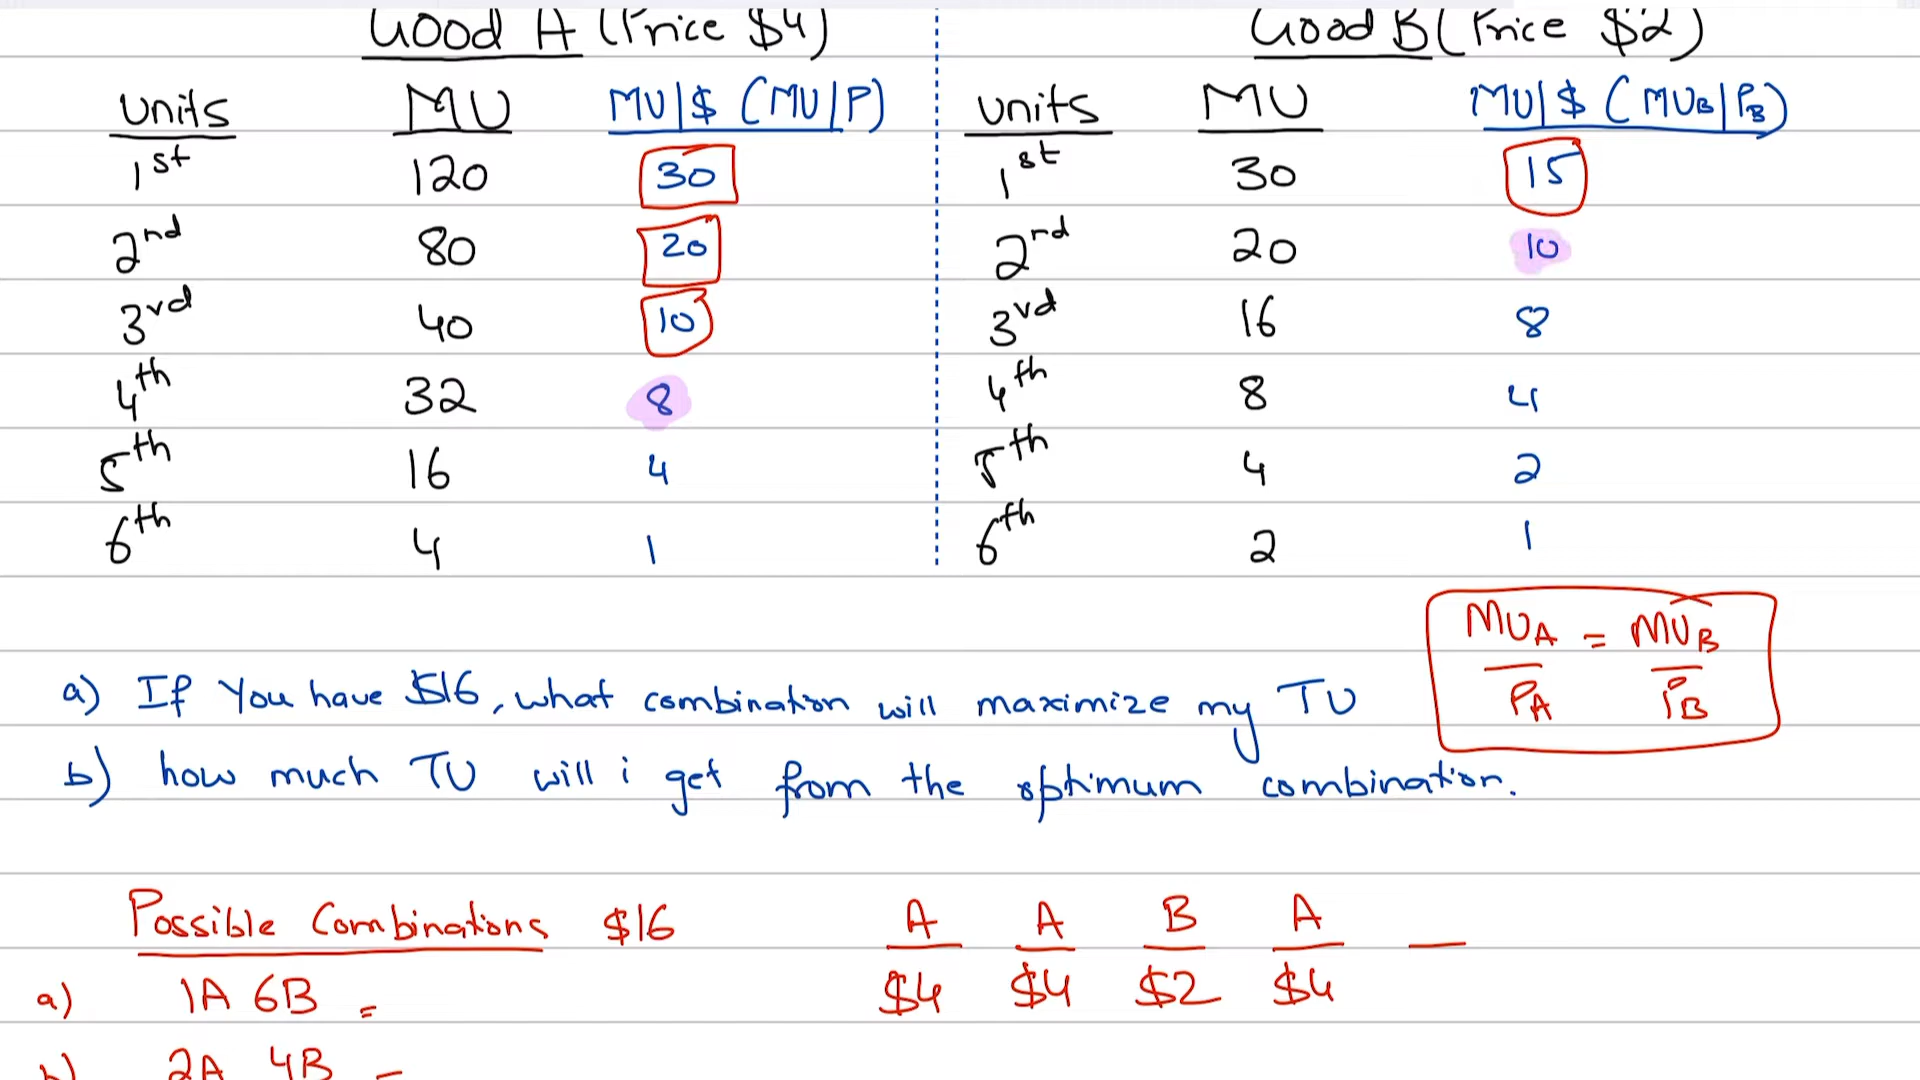 Good A (Price $4) Good B (Price $2)
units MU MU|$ (MU|P) units MU MU|$ (MUB|PB)
1st 120 30 1st 30 15
2nd 80 20 2nd 20 10
3rd 40 10 3rd 16 8
4th 32 8 4th 8 4
5th 16 4 5th 4 2
6th 4 1 6th 2 1
MUA = MUB
PA PB
a) If You have $16, what combination will maximize my TU
b) how much TU will i get from the optimum combination.
Possible Combinations $16 A A B A
a) 1A 6B = $4 $4 $2 $4
b) 2A 4B =